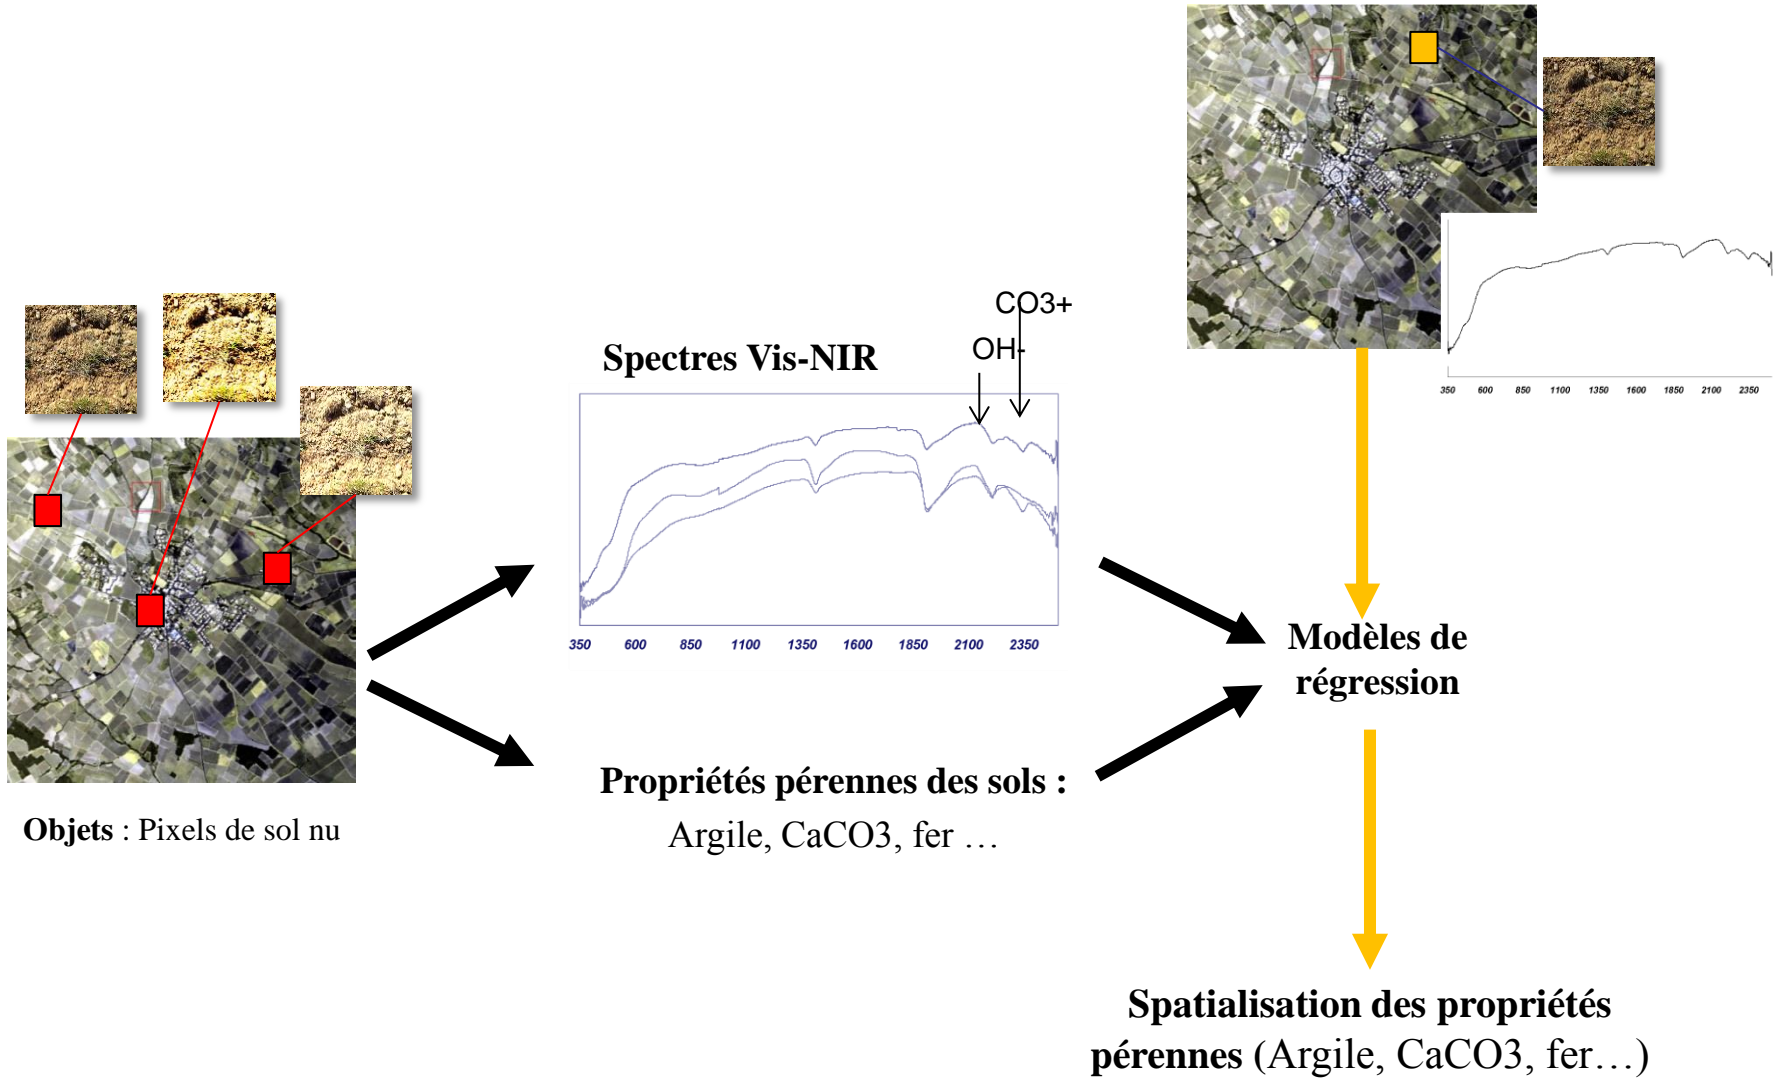 CO3+
OH-
Spectres Vis-NIR
350 600 850 1100 1350 1600 1850 2100 2350
350 600 850 1100 1350 1600 1850 2100 2350
Modèles de
régression
Propriétés pérennes des sols :
Argile, CaCO3, fer …
Objets : Pixels de sol nu
Spatialisation des propriétés
pérennes (Argile, CaCO3, fer…)